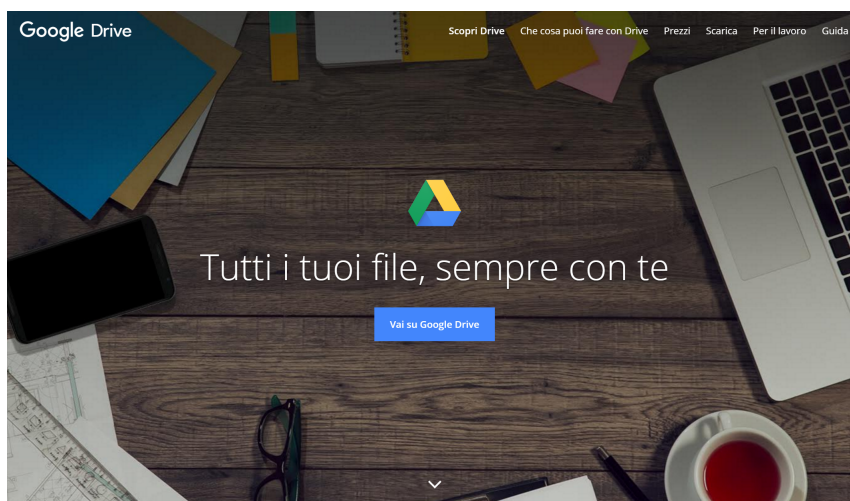 Google Drive
Scopri Drive Che cosa puoi fare con Drive Prezzi Scarica Per il lavoro Guida
Tutti i tuoi file, sempre con te
Vai su Google Drive